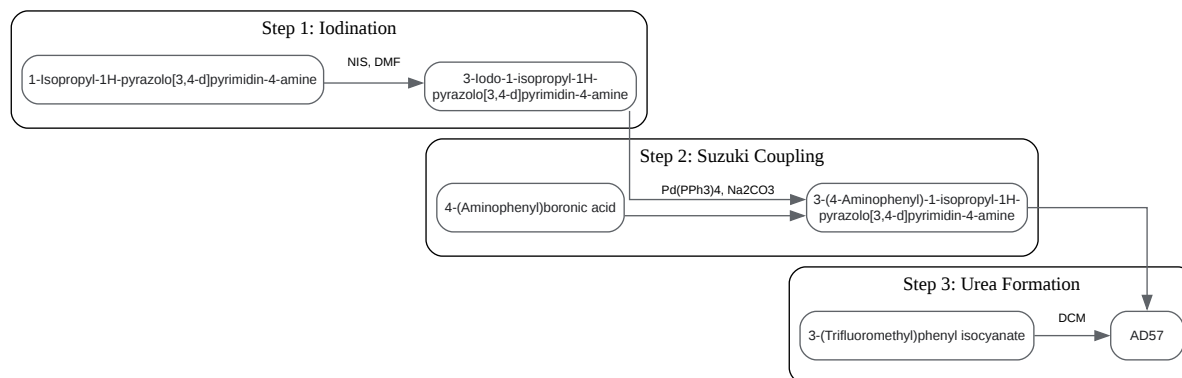 Step 1: Iodination
1-Isopropyl-1H-pyrazolo[3,4-d]pyrimidin-4-amine
NIS, DMF
3-Iodo-1-isopropyl-1H-
pyrazolo[3,4-d]pyrimidin-4-amine
Step 2: Suzuki Coupling
4-(Aminophenyl)boronic acid
Pd(PPh3)4, Na2CO3
3-(4-Aminophenyl)-1-isopropyl-1H-
pyrazolo[3,4-d]pyrimidin-4-amine
Step 3: Urea Formation
3-(Trifluoromethyl)phenyl isocyanate
DCM
AD57